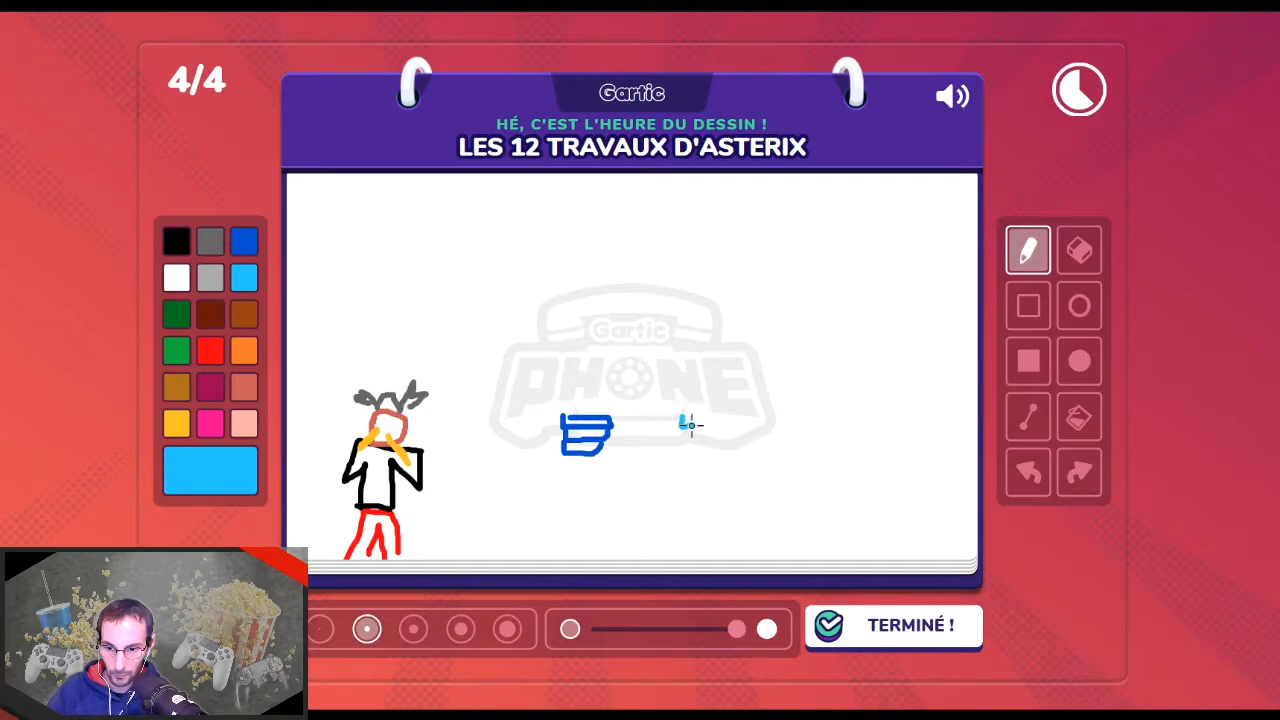 4/4
Gartic
HÉ, C'EST L'HEURE DU DESSIN !
LES 12 TRAVAUX D'ASTERIX
Gartic
PHONE
TERMINÉ !